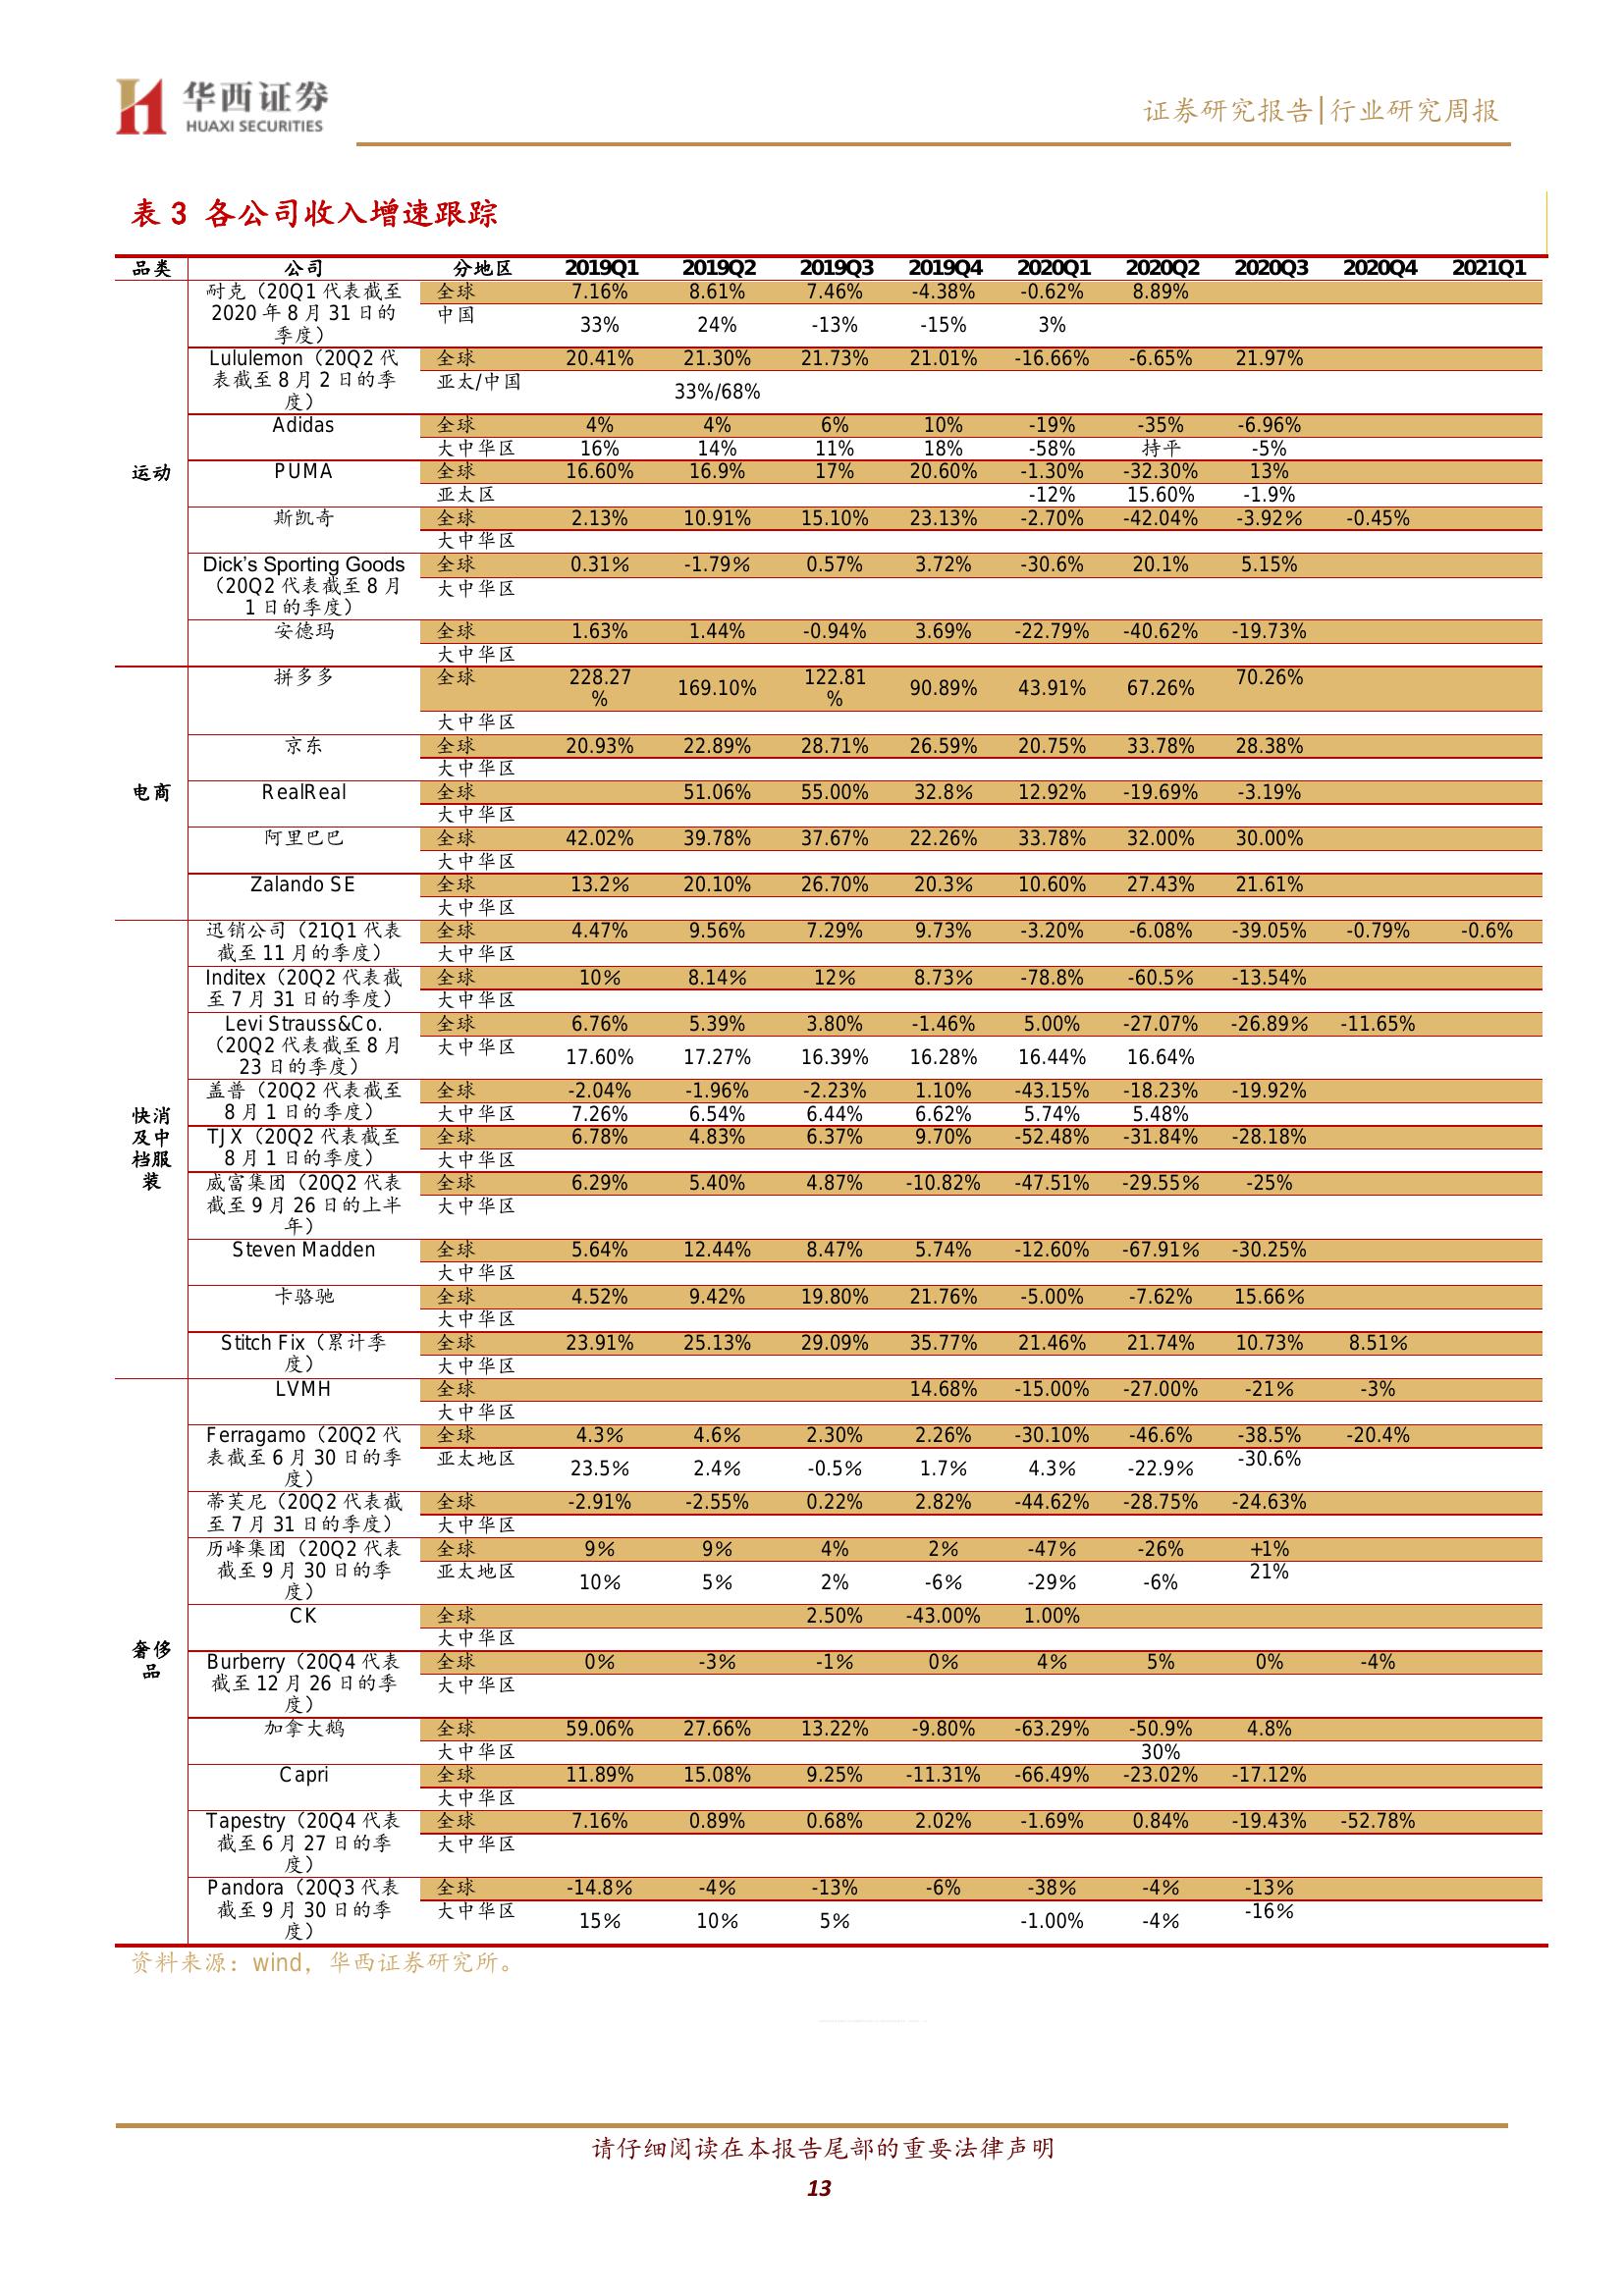 华西证券
HUAXI SECURITIES
证券研究报告|行业研究周报
表 3 各公司收入增速跟踪
品类 公司 分地区 2019Q1 2019Q2 2019Q3 2019Q4 2020Q1 2020Q2 2020Q3 2020Q4 2021Q1
运动
耐克（20Q1 代表截至
2020 年 8 月 31 日的
季度）
全球 7.16% 8.61% 7.46% -4.38% -0.62% 8.89%
中国 33% 24% -13% -15% 3%
Lululemon（20Q2 代
表截至 8 月 2 日的季
度）
全球 20.41% 21.30% 21.73% 21.01% -16.66% -6.65% 21.97%
亚太/中国 33%/68%
Adidas 全球 4% 4% 6% 10% -19% -35% -6.96%
大中华区 16% 14% 11% 18% -58% 持平 -5%
PUMA 全球 16.60% 16.9% 17% 20.60% -1.30% -32.30% 13%
亚太区 -12% 15.60% -1.9%
斯凯奇 全球 2.13% 10.91% 15.10% 23.13% -2.70% -42.04% -3.92% -0.45%
大中华区
Dick’s Sporting Goods
（20Q2 代表截至 8 月
1 日的季度）
全球 0.31% -1.79% 0.57% 3.72% -30.6% 20.1% 5.15%
大中华区
安德玛 全球 1.63% 1.44% -0.94% 3.69% -22.79% -40.62% -19.73%
大中华区
电商
拼多多 全球 228.27% 169.10% 122.81% 90.89% 43.91% 67.26% 70.26%
大中华区
京东 全球 20.93% 22.89% 28.71% 26.59% 20.75% 33.78% 28.38%
大中华区
RealReal 全球 51.06% 55.00% 32.8% 12.92% -19.69% -3.19%
大中华区
阿里巴巴 全球 42.02% 39.78% 37.67% 22.26% 33.78% 32.00% 30.00%
大中华区
Zalando SE 全球 13.2% 20.10% 26.70% 20.3% 10.60% 27.43% 21.61%
大中华区
快消
及中
档服
装
迅销公司（21Q1 代表
截至 11 月的季度）
全球 4.47% 9.56% 7.29% 9.73% -3.20% -6.08% -39.05% -0.79% -0.6%
大中华区
Inditex（20Q2 代表截
至 7 月 31 日的季度）
全球 10% 8.14% 12% 8.73% -78.8% -60.5% -13.54%
大中华区
Levi Strauss&Co.
（20Q2 代表截至 8 月
23 日的季度）
全球 6.76% 5.39% 3.80% -1.46% 5.00% -27.07% -26.89% -11.65%
大中华区 17.60% 17.27% 16.39% 16.28% 16.44% 16.64%
盖普（20Q2 代表截至
8 月 1 日的季度）
全球 -2.04% -1.96% -2.23% 1.10% -43.15% -18.23% -19.92%
大中华区 7.26% 6.54% 6.44% 6.62% 5.74% 5.48%
TJX（20Q2 代表截至
8 月 1 日的季度）
全球 6.78% 4.83% 6.37% 9.70% -52.48% -31.84% -28.18%
大中华区
威富集团（20Q2 代表
截至 9 月 26 日的上半
年）
全球 6.29% 5.40% 4.87% -10.82% -47.51% -29.55% -25%
大中华区
Steven Madden 全球 5.64% 12.44% 8.47% 5.74% -12.60% -67.91% -30.25%
大中华区
卡骆驰 全球 4.52% 9.42% 19.80% 21.76% -5.00% -7.62% 15.66%
大中华区
Stitch Fix（累计季
度）
全球 23.91% 25.13% 29.09% 35.77% 21.46% 21.74% 10.73% 8.51%
大中华区
奢侈
品
LVMH 全球 14.68% -15.00% -27.00% -21% -3%
大中华区
Ferragamo（20Q2 代
表截至 6 月 30 日的季
度）
全球 4.3% 4.6% 2.30% 2.26% -30.10% -46.6% -38.5% -20.4%
亚太地区 23.5% 2.4% -0.5% 1.7% 4.3% -22.9% -30.6%
蒂芙尼（20Q2 代表截
至 7 月 31 日的季度）
全球 -2.91% -2.55% 0.22% 2.82% -44.62% -28.75% -24.63%
大中华区
历峰集团（20Q2 代表
截至 9 月 30 日的季
度）
全球 9% 9% 4% 2% -47% -26% +1%
亚太地区 10% 5% 2% -6% -29% -6% 21%
CK 全球 2.50% -43.00% 1.00%
大中华区
Burberry（20Q4 代表
截至 12 月 26 日的季
度）
全球 0% -3% -1% 0% 4% 5% 0% -4%
大中华区
加拿大鹅 全球 59.06% 27.66% 13.22% -9.80% -63.29% -50.9% 4.8%
大中华区 30%
Capri 全球 11.89% 15.08% 9.25% -11.31% -66.49% -23.02% -17.12%
大中华区
Tapestry（20Q4 代表
截至 6 月 27 日的季
度）
全球 7.16% 0.89% 0.68% 2.02% -1.69% 0.84% -19.43% -52.78%
大中华区
Pandora（20Q3 代表
截至 9 月 30 日的季
度）
全球 -14.8% -4% -13% -6% -38% -4% -13%
大中华区 15% 10% 5% -1.00% -4% -16%
资料来源：wind，华西证券研究所。
请仔细阅读在本报告尾部的重要法律声明
13